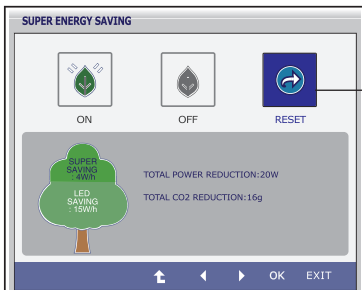 SUPER ENERGY SAVING
ON
OFF
RESET
SUPER
SAVING
: 4W/h
LED
SAVING
: 15W/h
TOTAL POWER REDUCTION:20W
TOTAL CO2 REDUCTION:16g
OK
EXIT